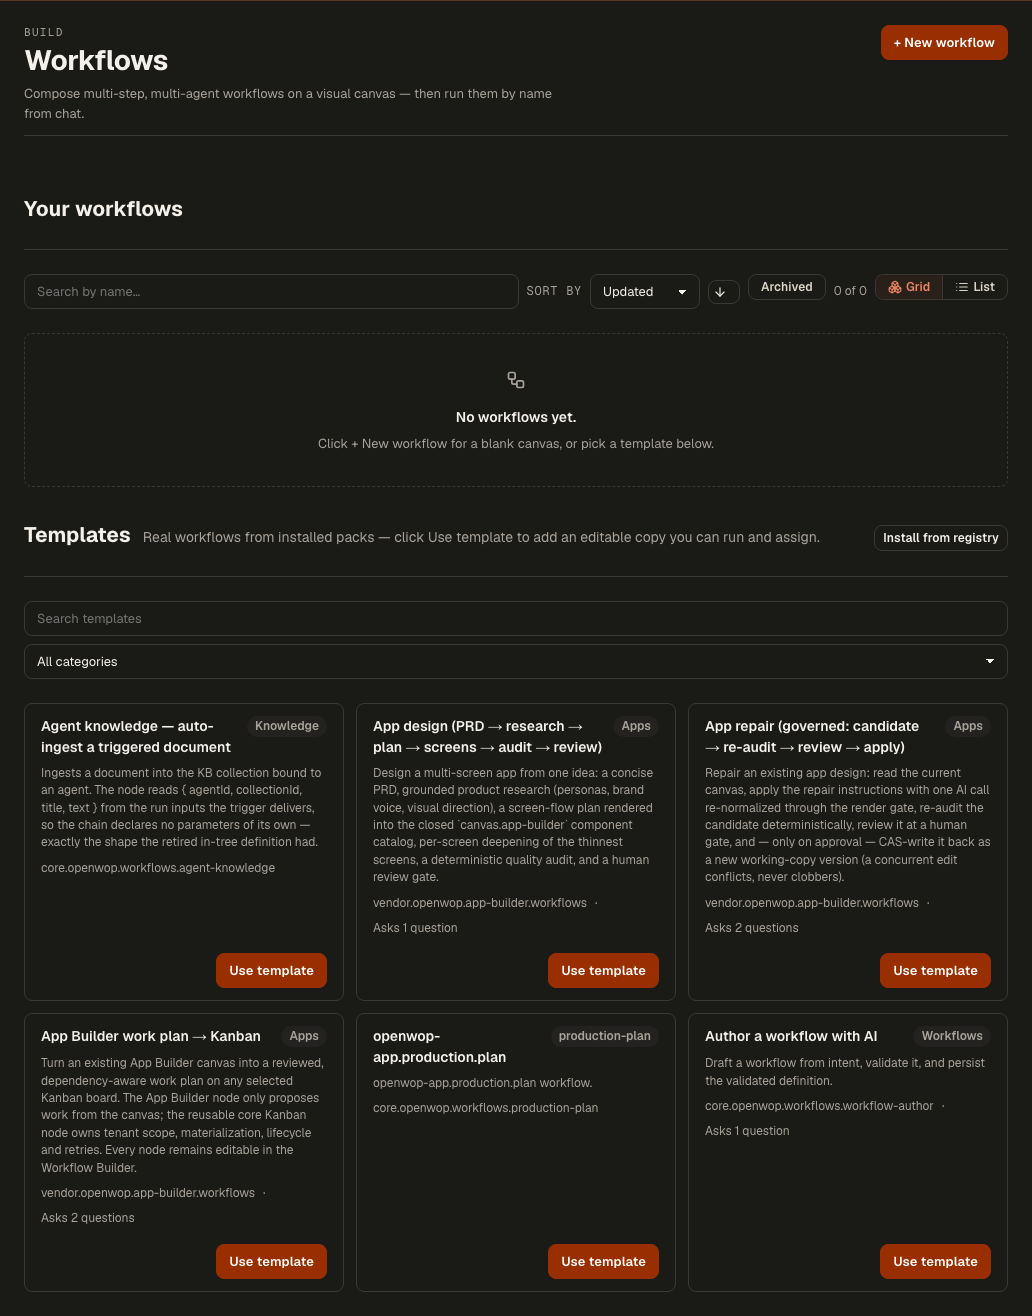 BUILD
Workflows
+ New workflow
Compose multi-step, multi-agent workflows on a visual canvas — then run them by name
from chat.
Your workflows
Search by name…
SORT BY
Updated
Archived
0 of 0
Grid
List
No workflows yet.
Click + New workflow for a blank canvas, or pick a template below.
Templates
Real workflows from installed packs — click Use template to add an editable copy you can run and assign.
Install from registry
Search templates
All categories
Agent knowledge — auto-
ingest a triggered document
Knowledge
Ingests a document into the KB collection bound to
an agent. The node reads { agentId, collectionId,
title, text } from the run inputs the trigger delivers,
so the chain declares no parameters of its own —
exactly the shape the retired in-tree definition had.
core.openwop.workflows.agent-knowledge
Use template
App design (PRD → research →
plan → screens → audit → review)
Apps
Design a multi-screen app from one idea: a concise
PRD, grounded product research (personas, brand
voice, visual direction), a screen-flow plan rendered
into the closed `canvas.app-builder` component
catalog, per-screen deepening of the thinnest
screens, a deterministic quality audit, and a human
review gate.
vendor.openwop.app-builder.workflows ·
Asks 1 question
Use template
App repair (governed: candidate
→ re-audit → review → apply)
Apps
Repair an existing app design: read the current
canvas, apply the repair instructions with one AI call
re-normalized through the render gate, re-audit the
candidate deterministically, review it at a human
gate, and — only on approval — CAS-write it back as
a new working-copy version (a concurrent edit
conflicts, never clobbers).
vendor.openwop.app-builder.workflows ·
Asks 2 questions
Use template
App Builder work plan → Kanban
Apps
Turn an existing App Builder canvas into a reviewed,
dependency-aware work plan on any selected
Kanban board. The App Builder node only proposes
work from the canvas; the reusable core Kanban
node owns tenant scope, materialization, lifecycle
and retries. Every node remains editable in the
Workflow Builder.
vendor.openwop.app-builder.workflows ·
Asks 2 questions
Use template
openwop-
app.production.plan
production-plan
openwop-app.production.plan workflow.
core.openwop.workflows.production-plan
Use template
Author a workflow with AI
Workflows
Draft a workflow from intent, validate it, and persist
the validated definition.
core.openwop.workflows.workflow-author ·
Asks 1 question
Use template